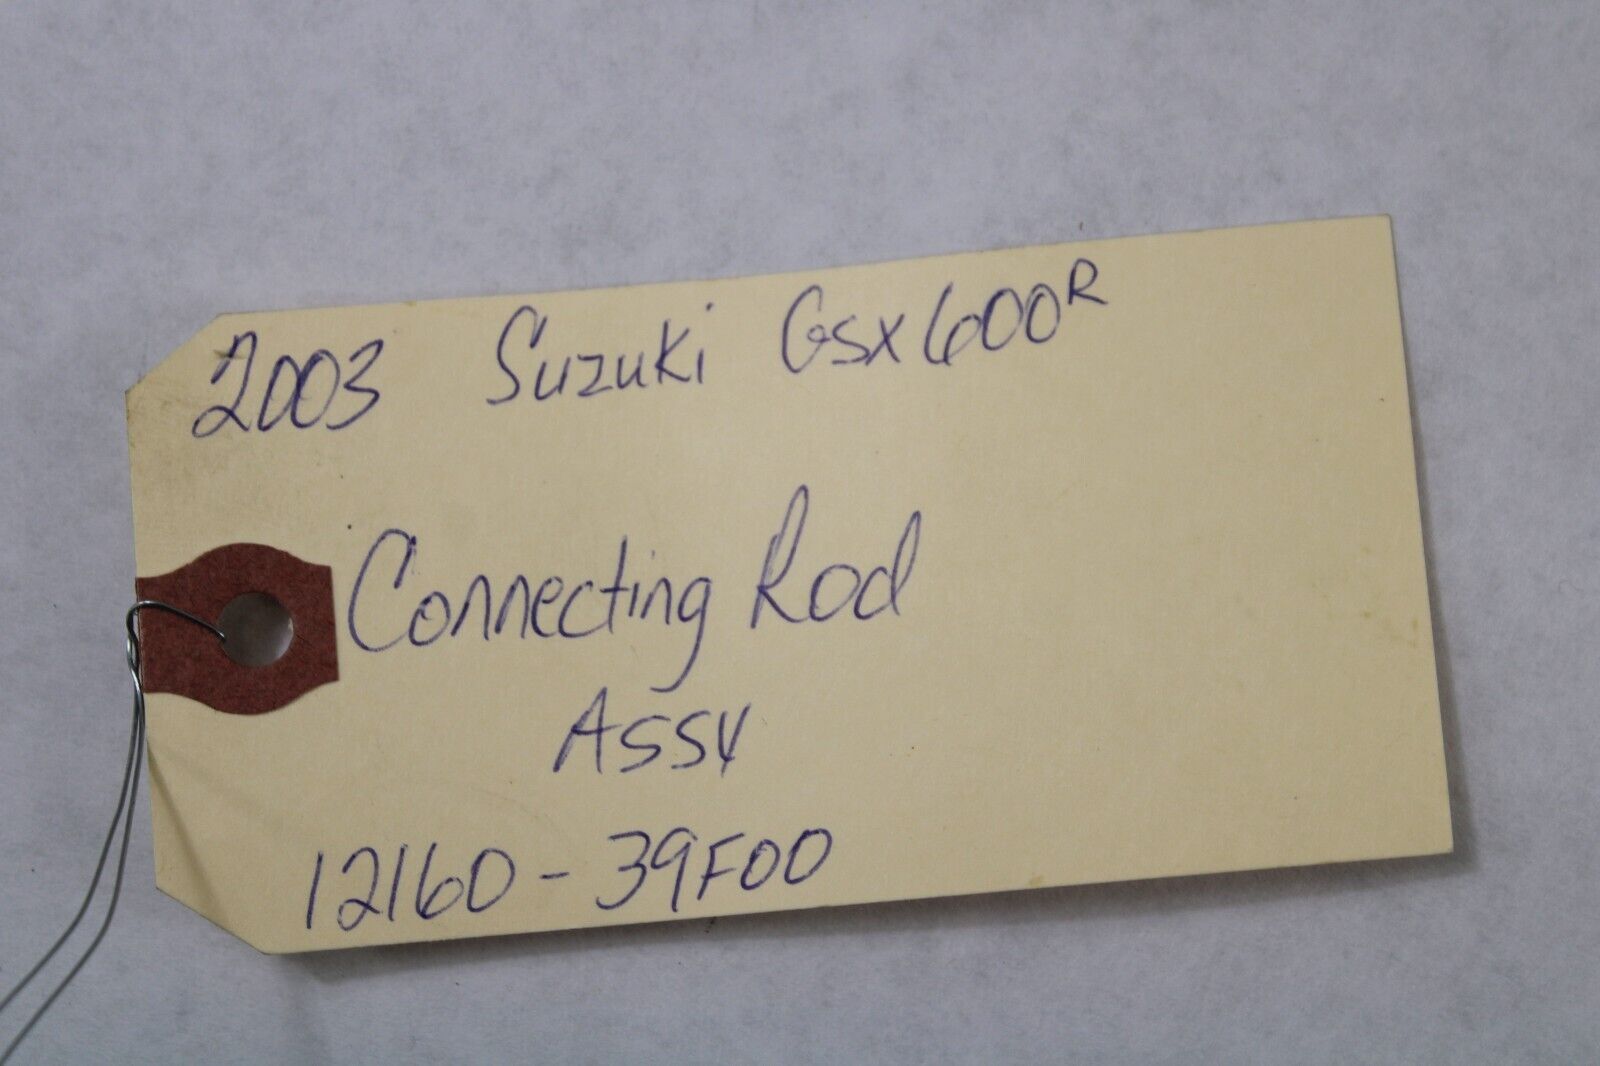 2003 Suzuki Gsx600R
Connecting Rod
Assy
12160-39F00